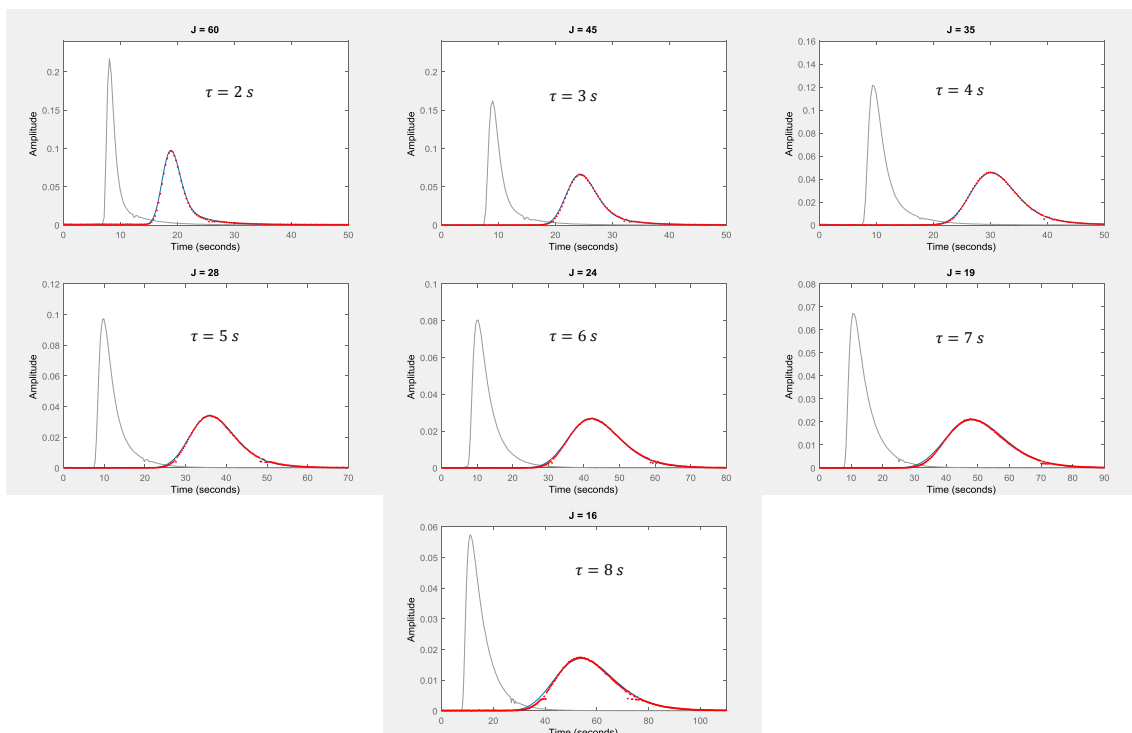 J = 60
τ = 2 s
Amplitude
0.2
0.15
0.1
0.05
0
0 10 20 30 40 50
Time (seconds)
J = 45
τ = 3 s
Amplitude
0.2
0.15
0.1
0.05
0
0 10 20 30 40 50
Time (seconds)
J = 35
τ = 4 s
Amplitude
0.16
0.14
0.12
0.1
0.08
0.06
0.04
0.02
0
0 10 20 30 40 50
Time (seconds)
J = 28
τ = 5 s
Amplitude
0.12
0.1
0.08
0.06
0.04
0.02
0
0 10 20 30 40 50 60 70
Time (seconds)
J = 24
τ = 6 s
Amplitude
0.1
0.08
0.06
0.04
0.02
0
0 10 20 30 40 50 60 70 80
Time (seconds)
J = 19
τ = 7 s
Amplitude
0.08
0.07
0.06
0.05
0.04
0.03
0.02
0.01
0
0 10 20 30 40 50 60 70 80 90
Time (seconds)
J = 16
τ = 8 s
Amplitude
0.06
0.05
0.04
0.03
0.02
0.01
0
0 20 40 60 80 100
Time (seconds)